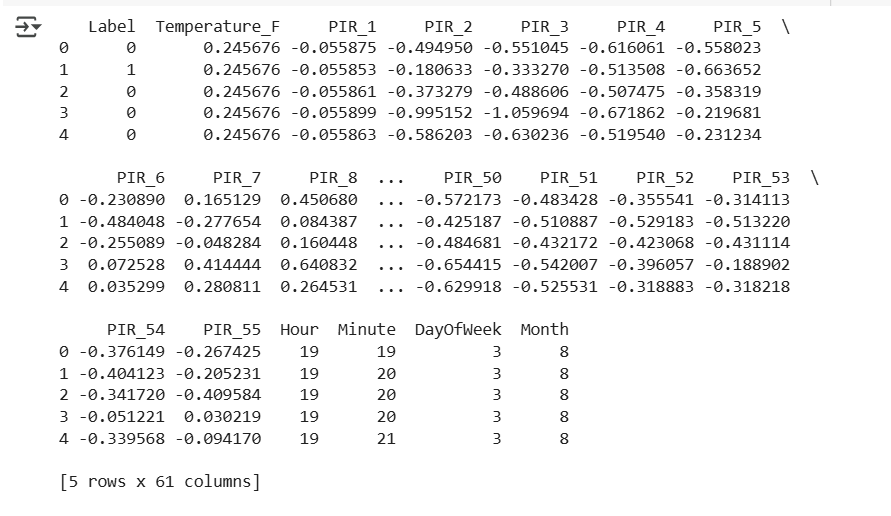 Label Temperature_F PIR_1 PIR_2 PIR_3 PIR_4 PIR_5 \
0 0 0.245676 -0.055875 -0.494950 -0.551045 -0.616061 -0.558023
1 1 0.245676 -0.055853 -0.180633 -0.333270 -0.513508 -0.663652
2 0 0.245676 -0.055861 -0.373279 -0.488606 -0.507475 -0.358319
3 0 0.245676 -0.055899 -0.995152 -1.059694 -0.671862 -0.219681
4 0 0.245676 -0.055863 -0.586203 -0.630236 -0.519540 -0.231234
PIR_6 PIR_7 PIR_8 ... PIR_50 PIR_51 PIR_52 PIR_53 \
0 -0.230890 0.165129 0.450680 ... -0.572173 -0.483428 -0.355541 -0.314113
1 -0.484048 -0.277654 0.084387 ... -0.425187 -0.510887 -0.529183 -0.513220
2 -0.255089 -0.048284 0.160448 ... -0.484681 -0.432172 -0.423068 -0.431114
3 0.072528 0.414444 0.640832 ... -0.654415 -0.542007 -0.396057 -0.188902
4 0.035299 0.280811 0.264531 ... -0.629918 -0.525531 -0.318883 -0.318218
PIR_54 PIR_55 Hour Minute DayOfWeek Month
0 -0.376149 -0.267425 19 19 3 8
1 -0.404123 -0.205231 19 20 3 8
2 -0.341720 -0.409584 19 20 3 8
3 -0.051221 0.030219 19 20 3 8
4 -0.339568 -0.094170 19 21 3 8
[5 rows x 61 columns]